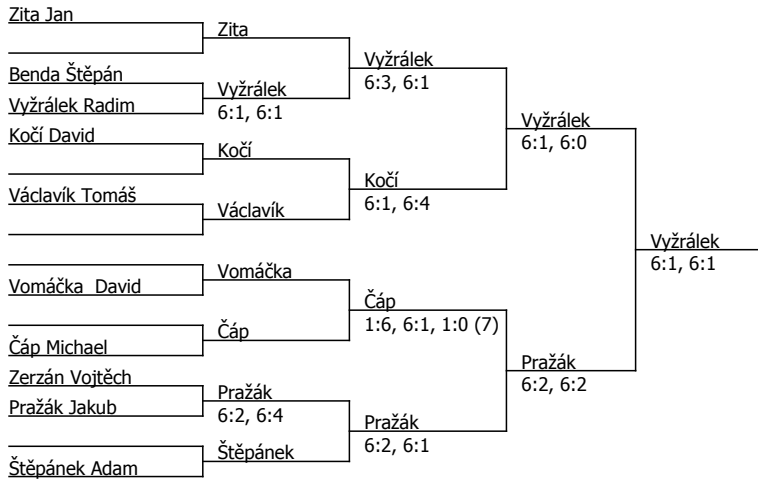 Zita Jan
Zita
Vyžrálek
6:3, 6:1
Benda Štěpán
Vyžrálek
6:1, 6:1
Vyžrálek Radim
Vyžrálek
6:1, 6:0
Kočí David
Kočí
Kočí
6:1, 6:4
Václavík Tomáš
Václavík
Vyžrálek
6:1, 6:1
Vomáčka
Vomáčka  David
Čáp
1:6, 6:1, 1:0 (7)
Čáp
Čáp Michael
Pražák
6:2, 6:2
Zerzán Vojtěch
Pražák
6:2, 6:4
Pražák Jakub
Pražák
6:2, 6:1
Štěpánek
Štěpánek Adam